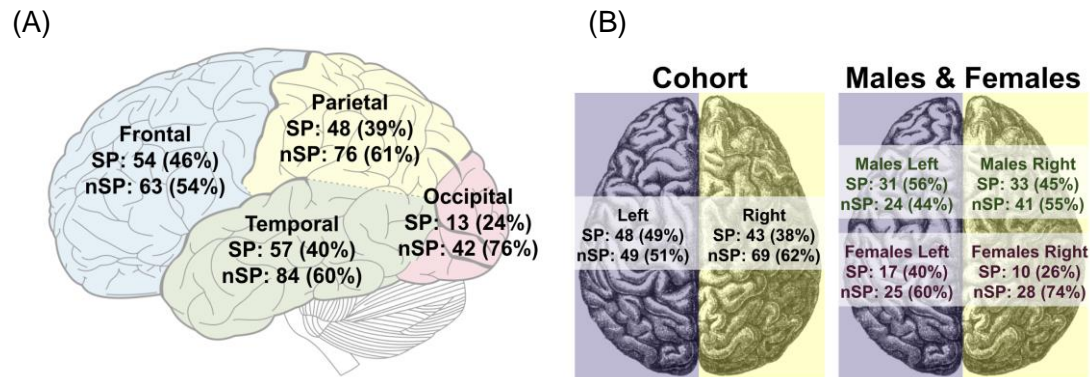 (A)
Frontal
SP: 54 (46%)
nSP: 63 (54%)
Parietal
SP: 48 (39%)
nSP: 76 (61%)
Temporal
SP: 57 (40%)
nSP: 84 (60%)
Occipital
SP: 13 (24%)
nSP: 42 (76%)
(B)
Cohort
Left
SP: 48 (49%)
nSP: 49 (51%)
Right
SP: 43 (38%)
nSP: 69 (62%)
Males & Females
Males Left
SP: 31 (56%)
nSP: 24 (44%)
Males Right
SP: 33 (45%)
nSP: 41 (55%)
Females Left
SP: 17 (40%)
nSP: 25 (60%)
Females Right
SP: 10 (26%)
nSP: 28 (74%)